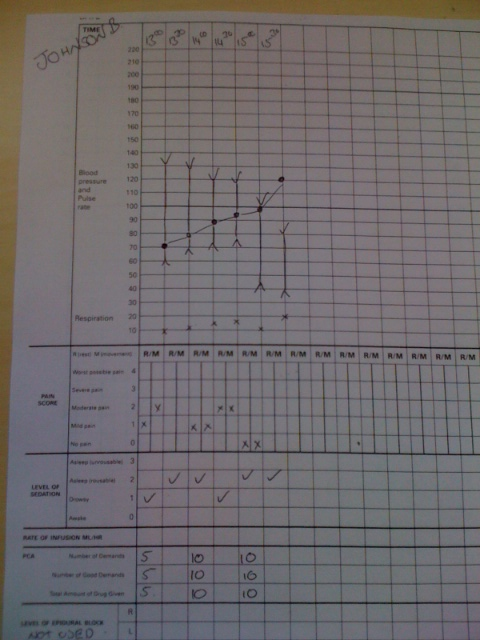 JOHNSON B
TIME 13⁰⁰ 13³⁰ 14⁰⁰ 14³⁰ 15⁰⁰ 15³⁰
220
210
200
190
180
170
160
150
140
130
Blood
pressure
and
Pulse
rate
120
110
100
90
80
70
60
50
40
30
Respiration 20
10
R (rest) M (movement) R/M R/M R/M R/M R/M R/M R/M R/M R/M R/M R/M R/M R/M R/M
PAIN
SCORE
Worst possible pain 4
Severe pain 3
Moderate pain 2 x x x
Mild pain 1 x x x
No pain 0 x x
LEVEL OF
SEDATION
Asleep (unrousable) 3
Asleep (rousable) 2 ✓ ✓ ✓ ✓
Drowsy 1 ✓ ✓
Awake 0
RATE OF INFUSION ML/HR
PCA Number of Demands 5 10 10
Number of Good Demands 5 10 10
Total Amount of Drug Given 5 10 10
LEVEL OF EPIDURAL BLOCK R
NOT USED L